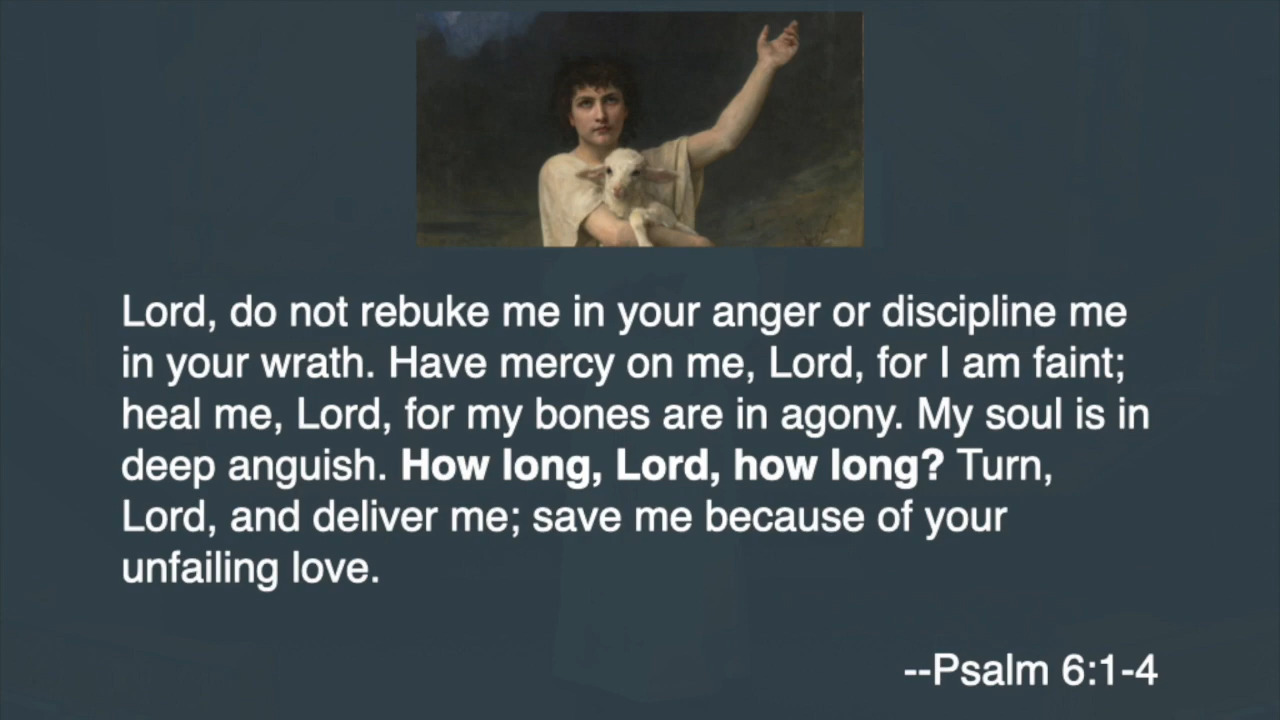 Lord, do not rebuke me in your anger or discipline me
in your wrath. Have mercy on me, Lord, for I am faint;
heal me, Lord, for my bones are in agony. My soul is in
deep anguish. How long, Lord, how long? Turn,
Lord, and deliver me; save me because of your
unfailing love.
--Psalm 6:1-4